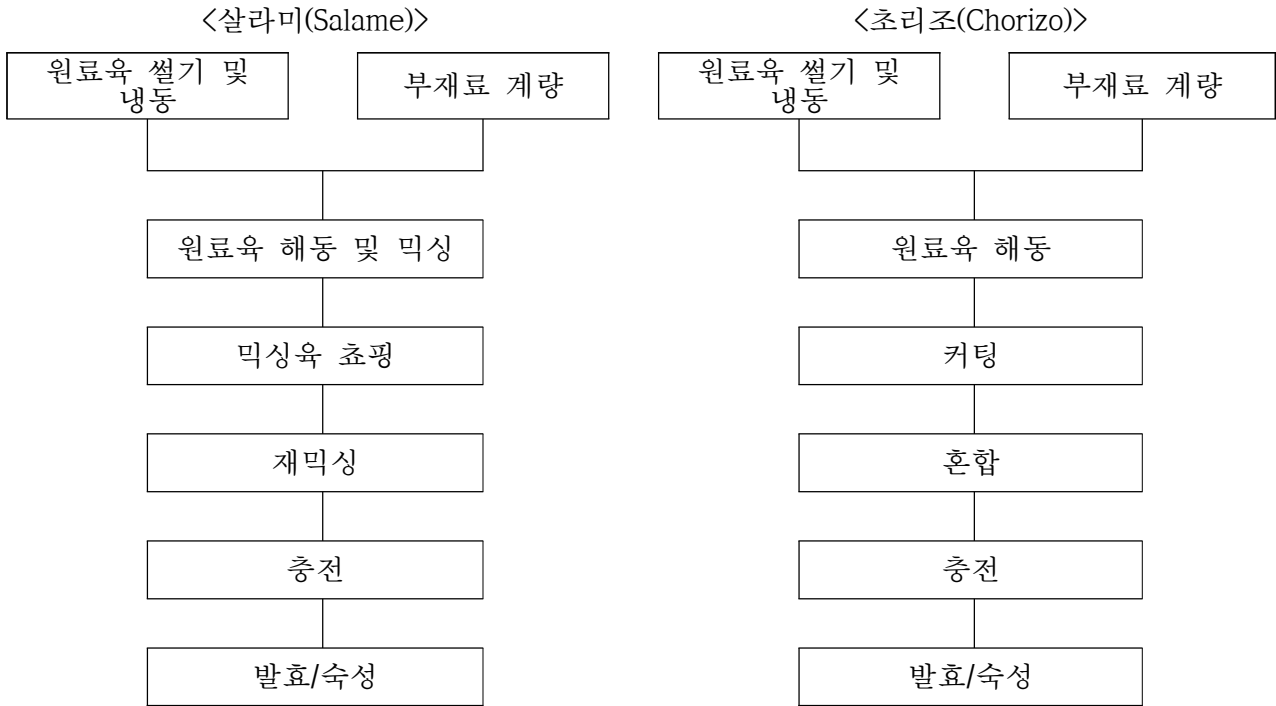 <살라미(Salame)>
원료육 썰기 및
냉동
부재료 계량
원료육 해동 및 믹싱
믹싱육 쵸핑
재믹싱
충전
발효/숙성
<초리조(Chorizo)>
원료육 썰기 및
냉동
부재료 계량
원료육 해동
커팅
혼합
충전
발효/숙성